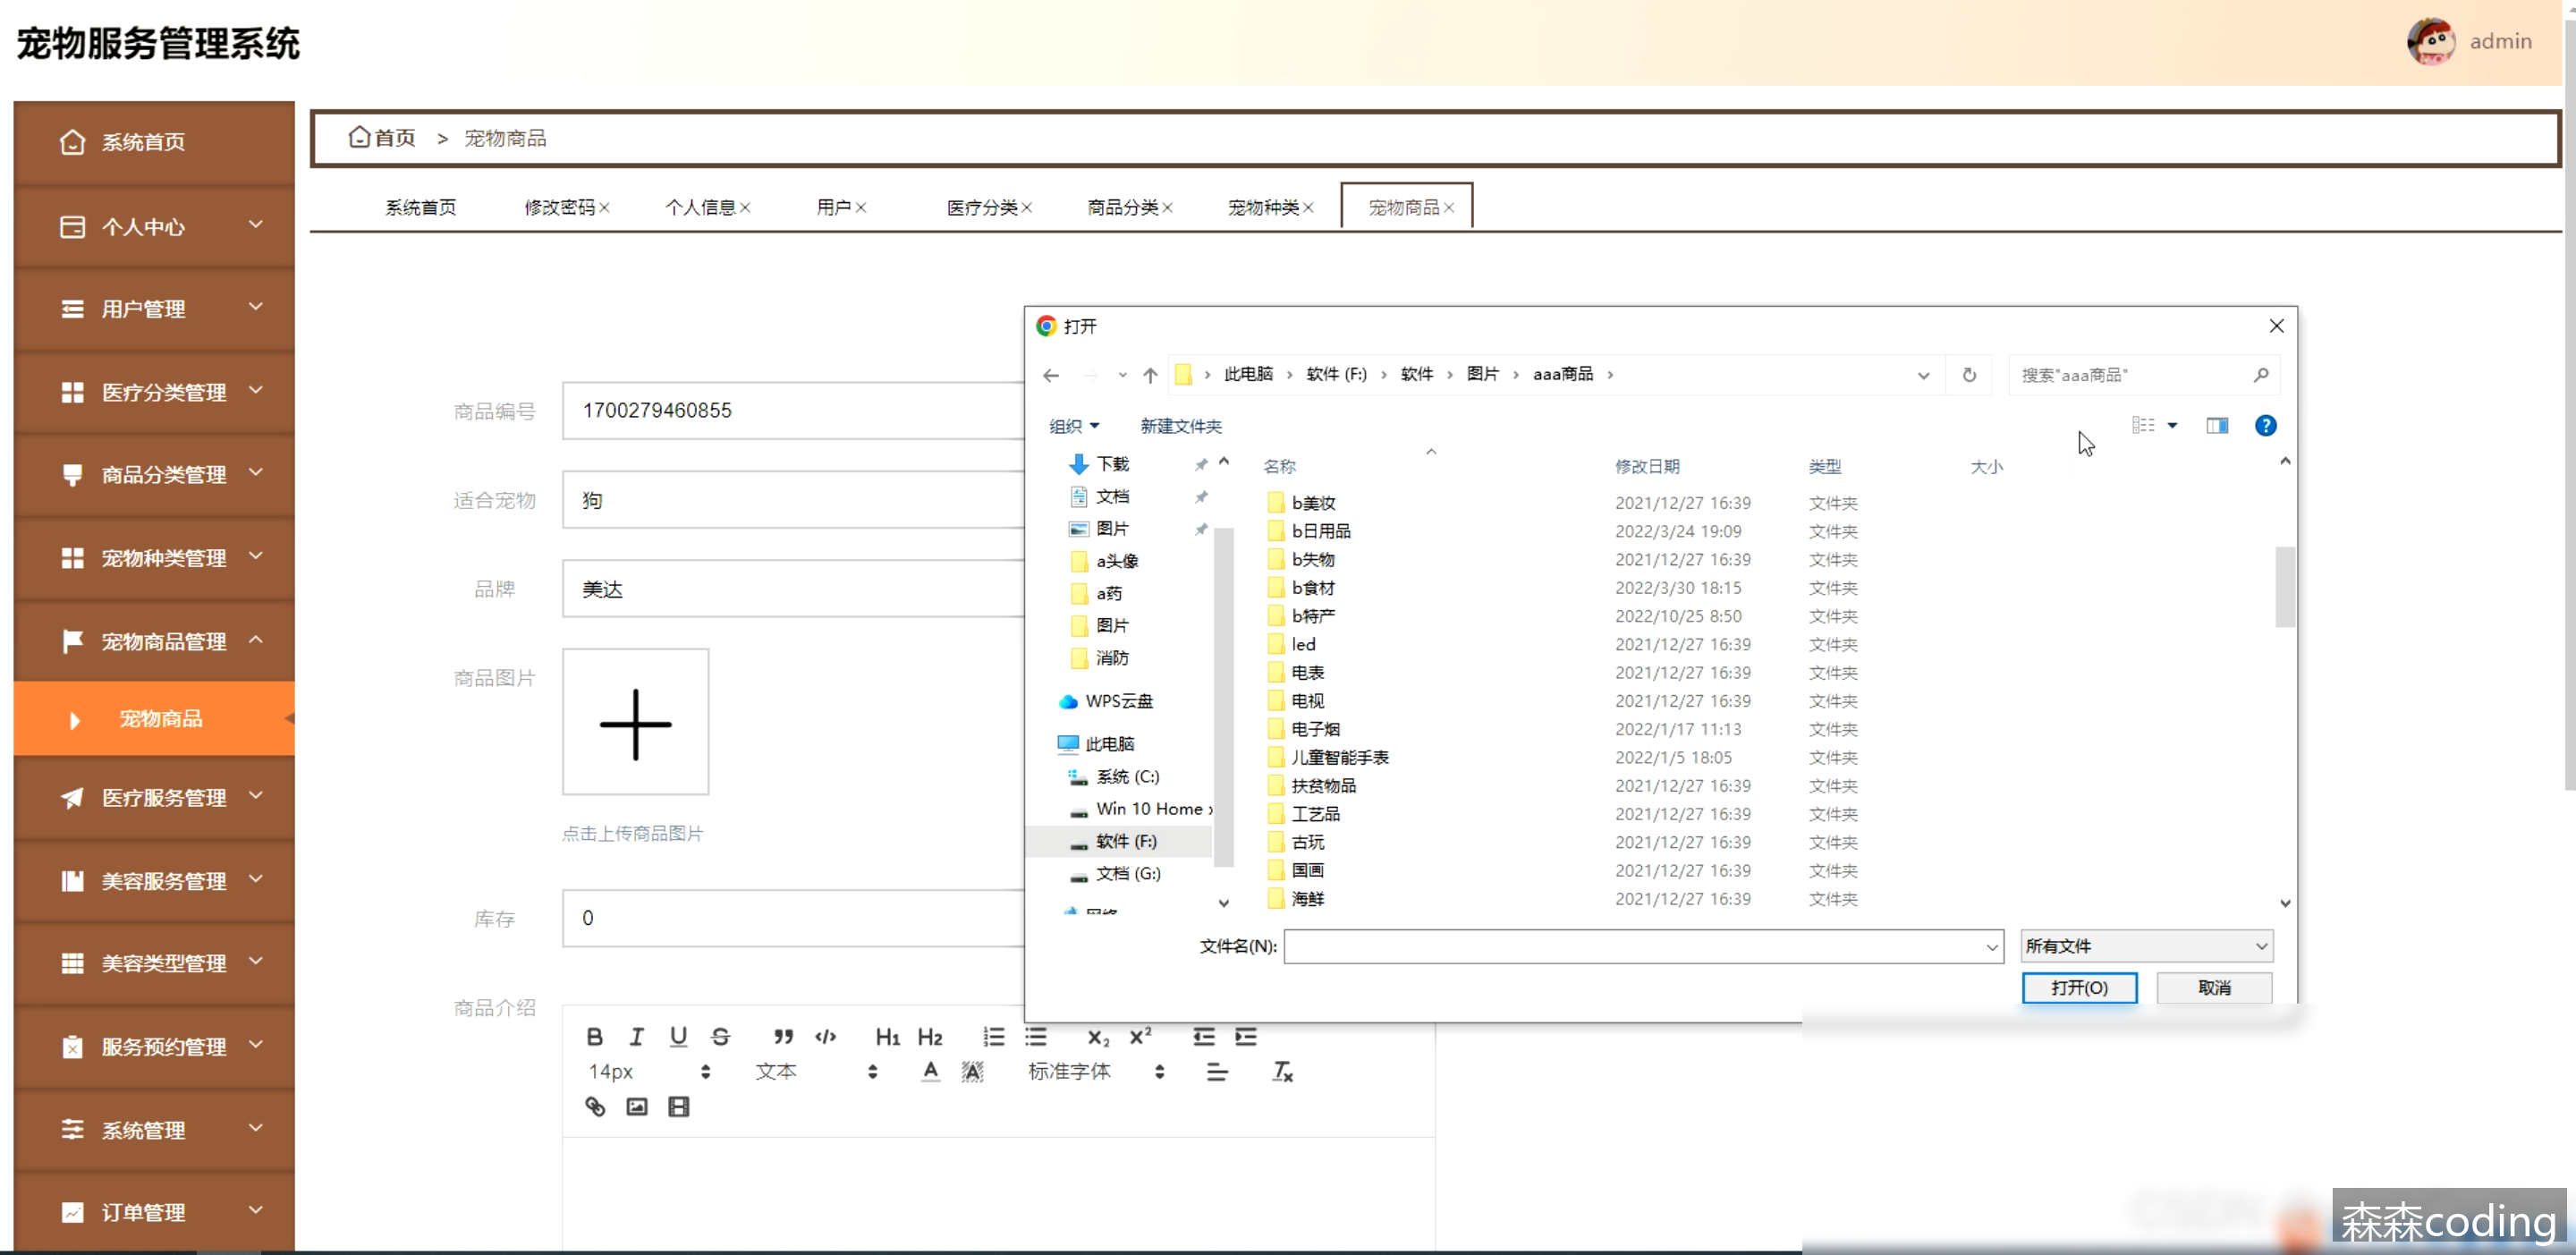 宠物服务管理系统
admin
系统首页
个人中心
用户管理
医疗分类管理
商品分类管理
宠物种类管理
宠物商品管理
宠物商品
医疗服务管理
美容服务管理
美容类型管理
服务预约管理
系统管理
订单管理
首页 > 宠物商品
系统首页 修改密码× 个人信息× 用户× 医疗分类× 商品分类× 宠物种类× 宠物商品×
商品编号 1700279460855
适合宠物 狗
品牌 美达
商品图片
点击上传商品图片
库存 0
商品介绍
B I U S ” </> H1 H2 X2 X2
14px 文本 A A 标准字体 Tx
打开
此电脑 › 软件 (F:) › 软件 › 图片 › aaa商品 ›
搜索"aaa商品"
组织 新建文件夹
下载
文档
图片
a头像
a药
图片
消防
WPS云盘
此电脑
系统 (C:)
Win 10 Home
软件 (F:)
文档 (G:)
名称 修改日期 类型 大小
b美妆 2021/12/27 16:39 文件夹
b日用品 2022/3/24 19:09 文件夹
b失物 2021/12/27 16:39 文件夹
b食材 2022/3/30 18:15 文件夹
b特产 2022/10/25 8:50 文件夹
led 2021/12/27 16:39 文件夹
电表 2021/12/27 16:39 文件夹
电视 2021/12/27 16:39 文件夹
电子烟 2022/1/17 11:13 文件夹
儿童智能手表 2022/1/5 18:05 文件夹
扶贫物品 2021/12/27 16:39 文件夹
工艺品 2021/12/27 16:39 文件夹
古玩 2021/12/27 16:39 文件夹
国画 2021/12/27 16:39 文件夹
海鲜 2021/12/27 16:39 文件夹
文件名(N):
所有文件
打开(O) 取消
森森coding